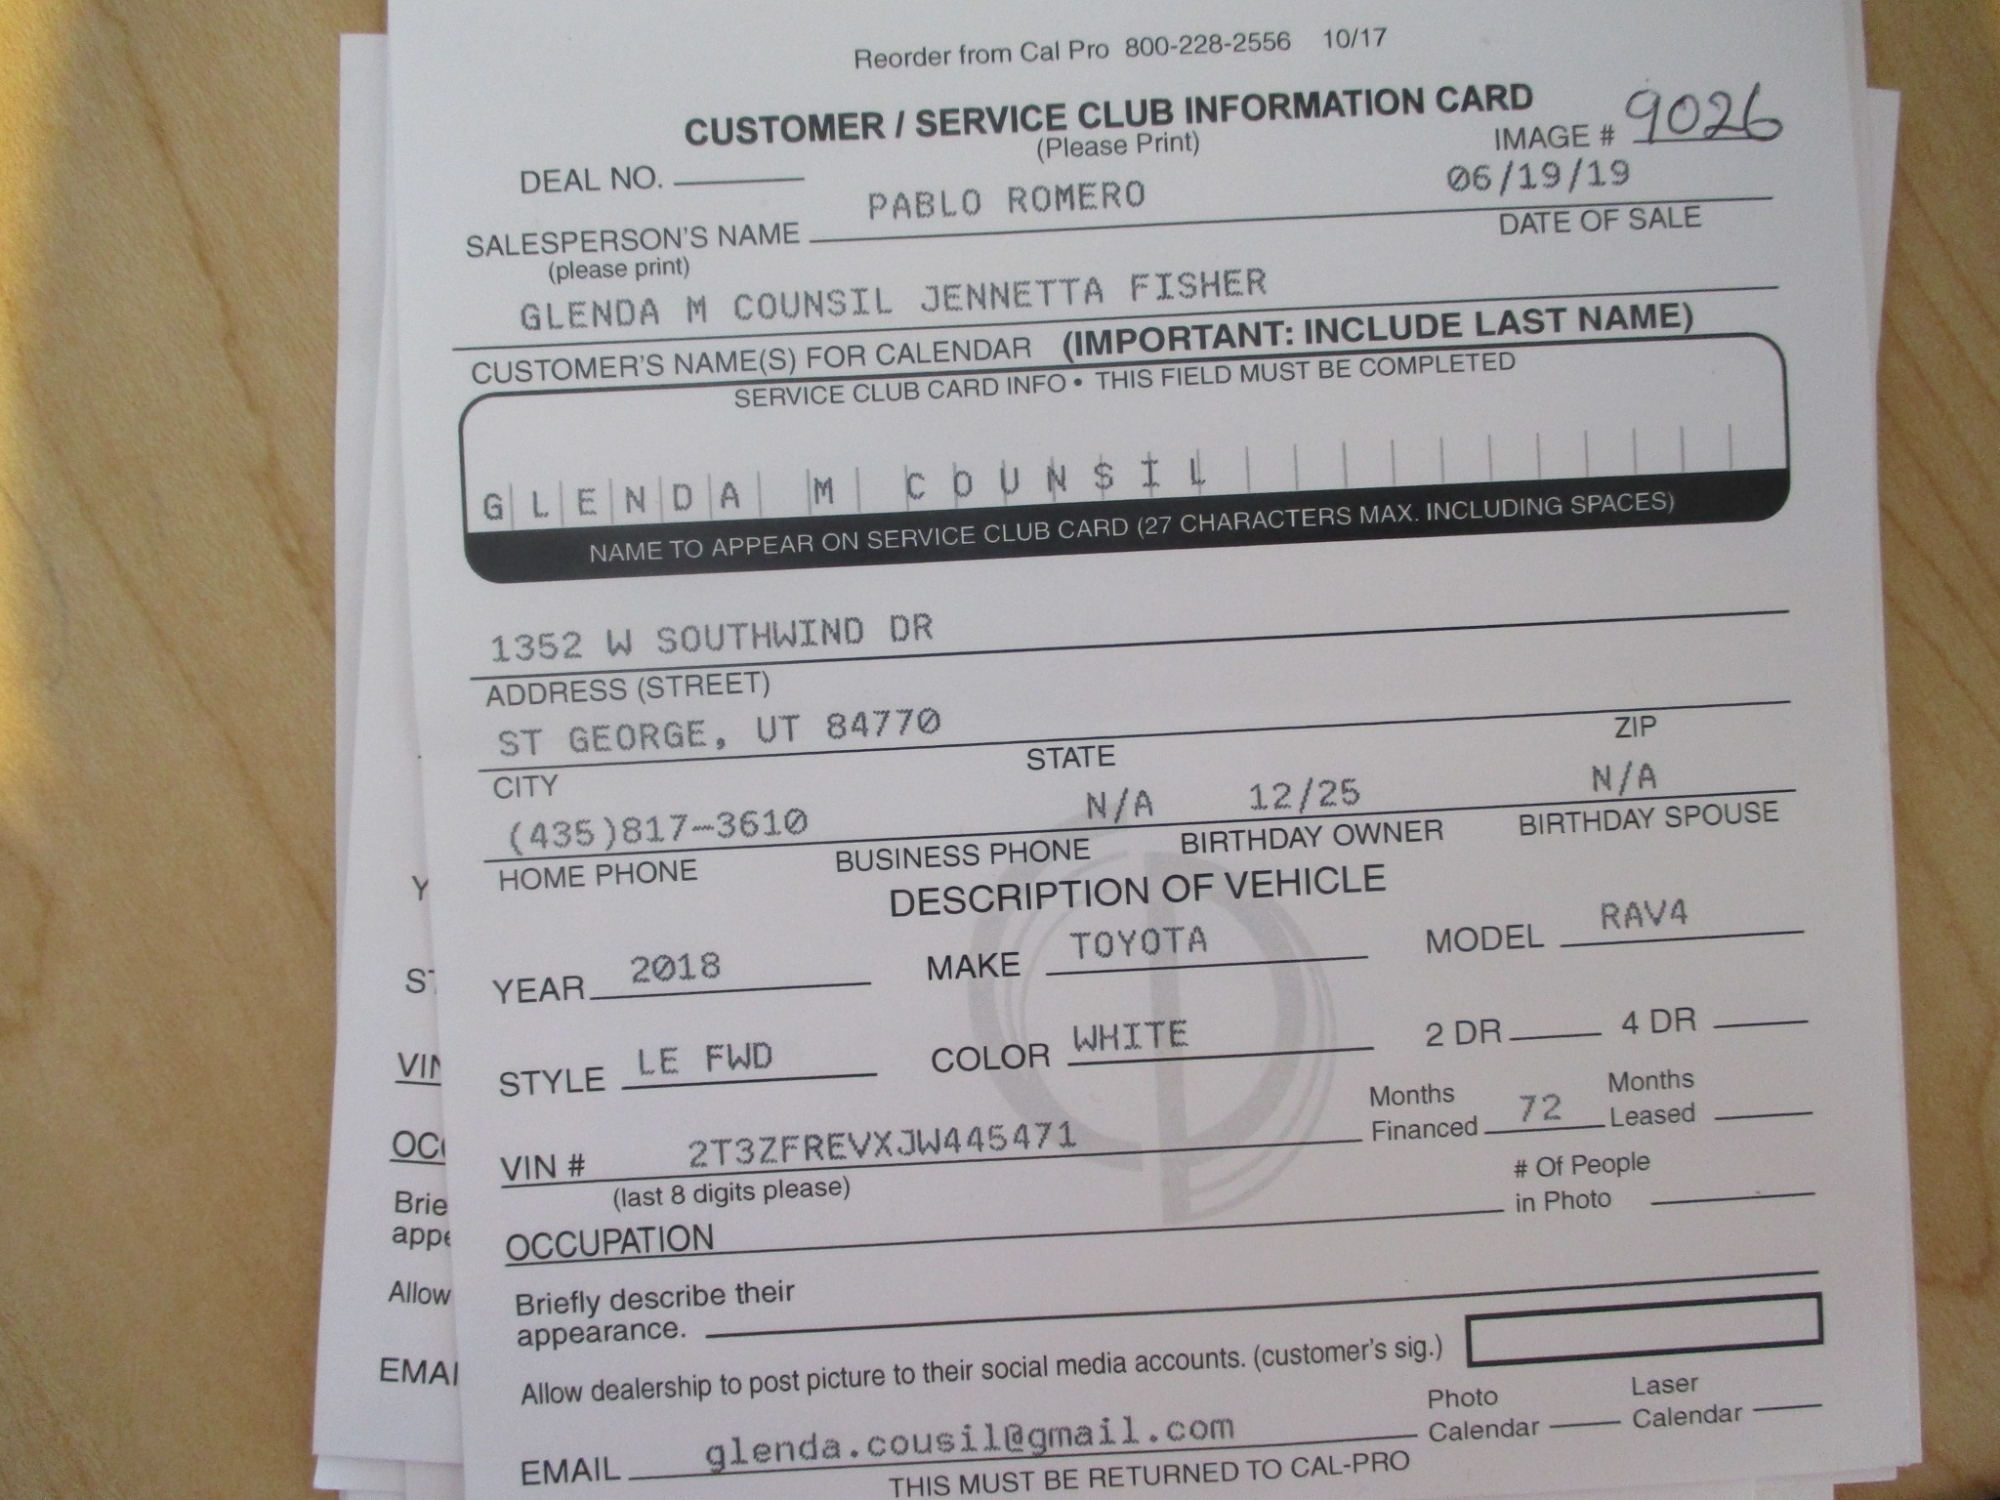 Reorder from Cal Pro 800-228-2556 10/17
CUSTOMER / SERVICE CLUB INFORMATION CARD
(Please Print)
IMAGE # 9026
DEAL NO.
PABLO ROMERO 06/19/19
SALESPERSON'S NAME DATE OF SALE
(please print)
GLENDA M COUNSIL JENNETTA FISHER
CUSTOMER'S NAME(S) FOR CALENDAR (IMPORTANT: INCLUDE LAST NAME)
SERVICE CLUB CARD INFO • THIS FIELD MUST BE COMPLETED
GLENDA M COUNSIL
NAME TO APPEAR ON SERVICE CLUB CARD (27 CHARACTERS MAX. INCLUDING SPACES)
1352 W SOUTHWIND DR
ADDRESS (STREET)
ST GEORGE, UT 84770
CITY STATE ZIP
(435)817-3610 N/A 12/25 N/A
HOME PHONE BUSINESS PHONE BIRTHDAY OWNER BIRTHDAY SPOUSE
DESCRIPTION OF VEHICLE
YEAR 2018 MAKE TOYOTA MODEL RAV4
STYLE LE FWD COLOR WHITE 2 DR 4 DR
VIN # 2T3ZFREVXJW445471 Months Financed 72 Months Leased
(last 8 digits please)
# Of People
in Photo
OCCUPATION
Briefly describe their
appearance.
Allow dealership to post picture to their social media accounts. (customer's sig.)
Photo Calendar Laser Calendar
EMAIL glenda.cousil@gmail.com
THIS MUST BE RETURNED TO CAL-PRO